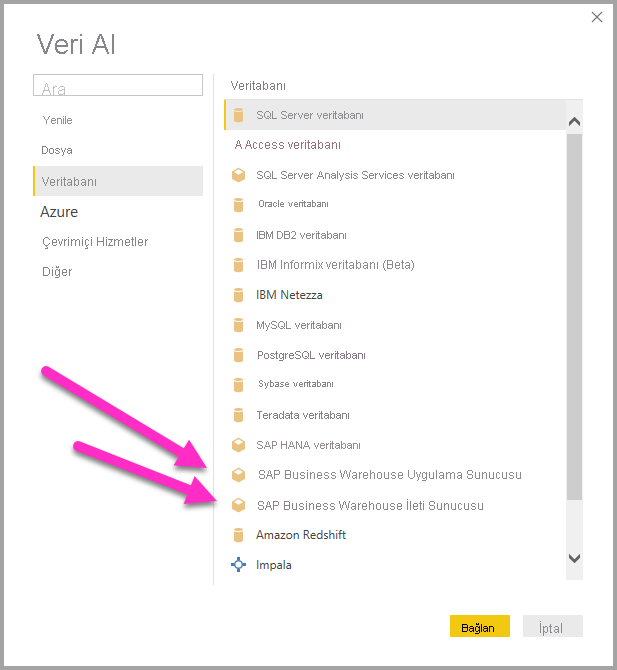 Veri Al
Ara
Yenile
Dosya
Veritabanı
Azure
Çevrimiçi Hizmetler
Diğer
Veritabanı
SQL Server veritabanı
A Access veritabanı
SQL Server Analysis Services veritabanı
Oracle veritabanı
IBM DB2 veritabanı
IBM Informix veritabanı (Beta)
IBM Netezza
MySQL veritabanı
PostgreSQL veritabanı
Sybase veritabanı
Teradata veritabanı
SAP HANA veritabanı
SAP Business Warehouse Uygulama Sunucusu
SAP Business Warehouse İleti Sunucusu
Amazon Redshift
Impala
Bağlan
İptal